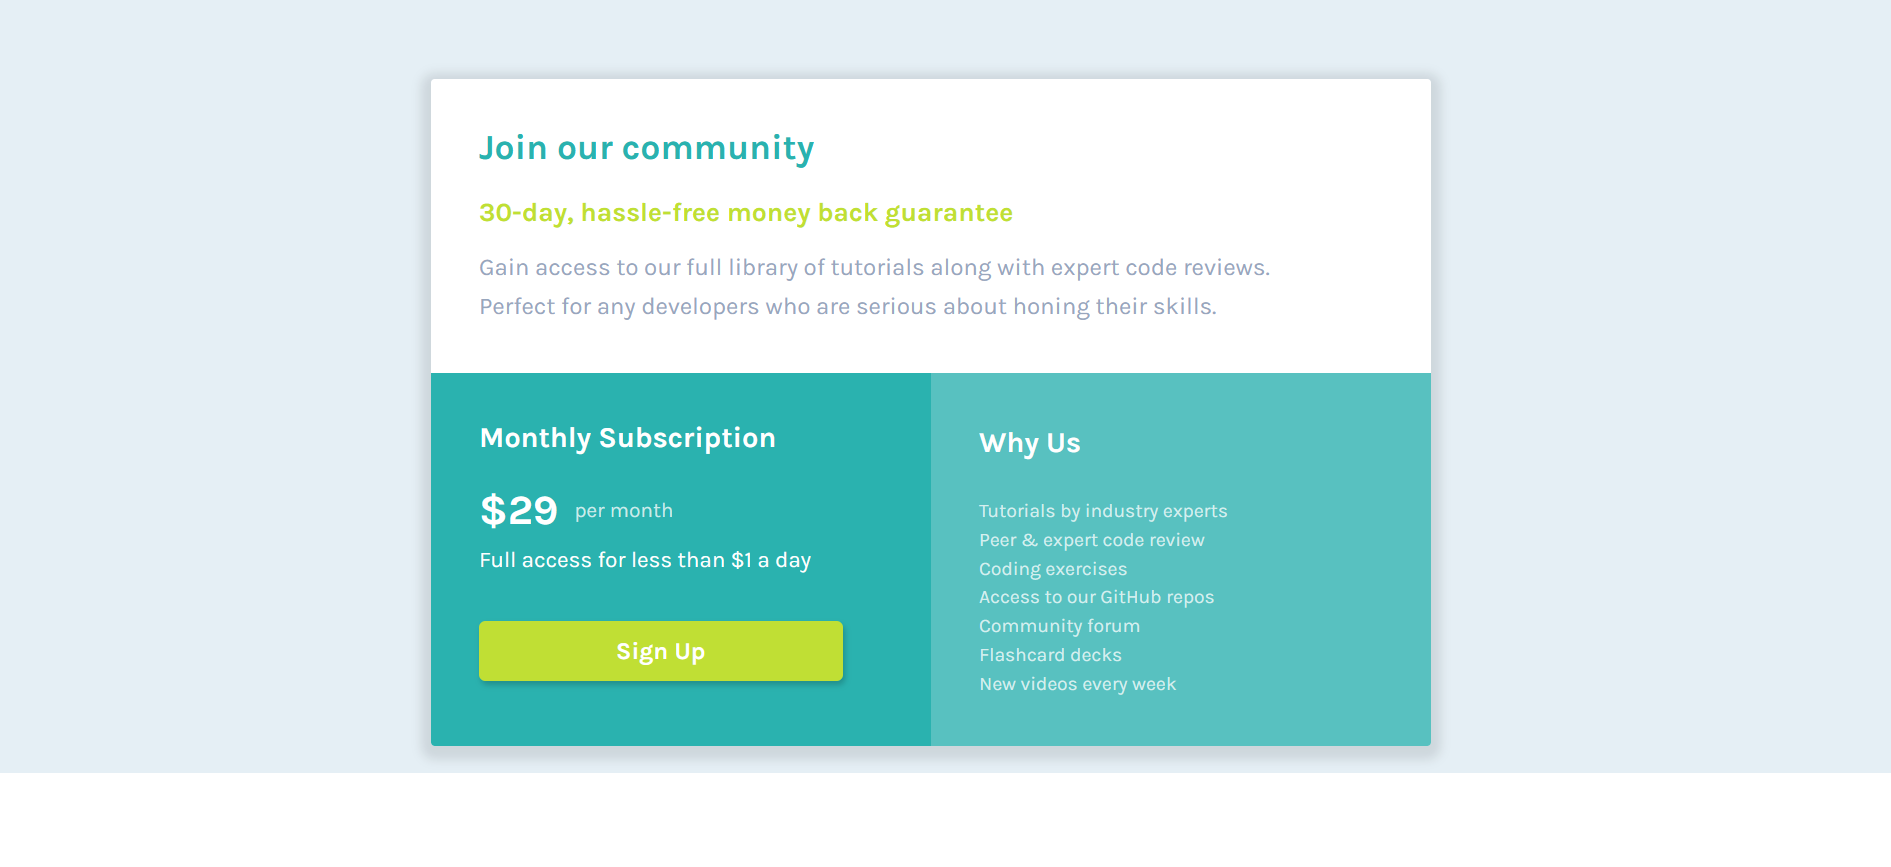 Join our community
30-day, hassle-free money back guarantee
Gain access to our full library of tutorials along with expert code reviews.
Perfect for any developers who are serious about honing their skills.
Monthly Subscription
$29 per month
Full access for less than $1 a day
Sign Up
Why Us
Tutorials by industry experts
Peer & expert code review
Coding exercises
Access to our GitHub repos
Community forum
Flashcard decks
New videos every week